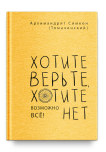 Архимандрит Симеон
(Томачинский)
ХОТИТЕ
ВЕРЬТЕ,
ХОТИТЕ
НЕТ
ВОЗМОЖНО
ВСЁ!